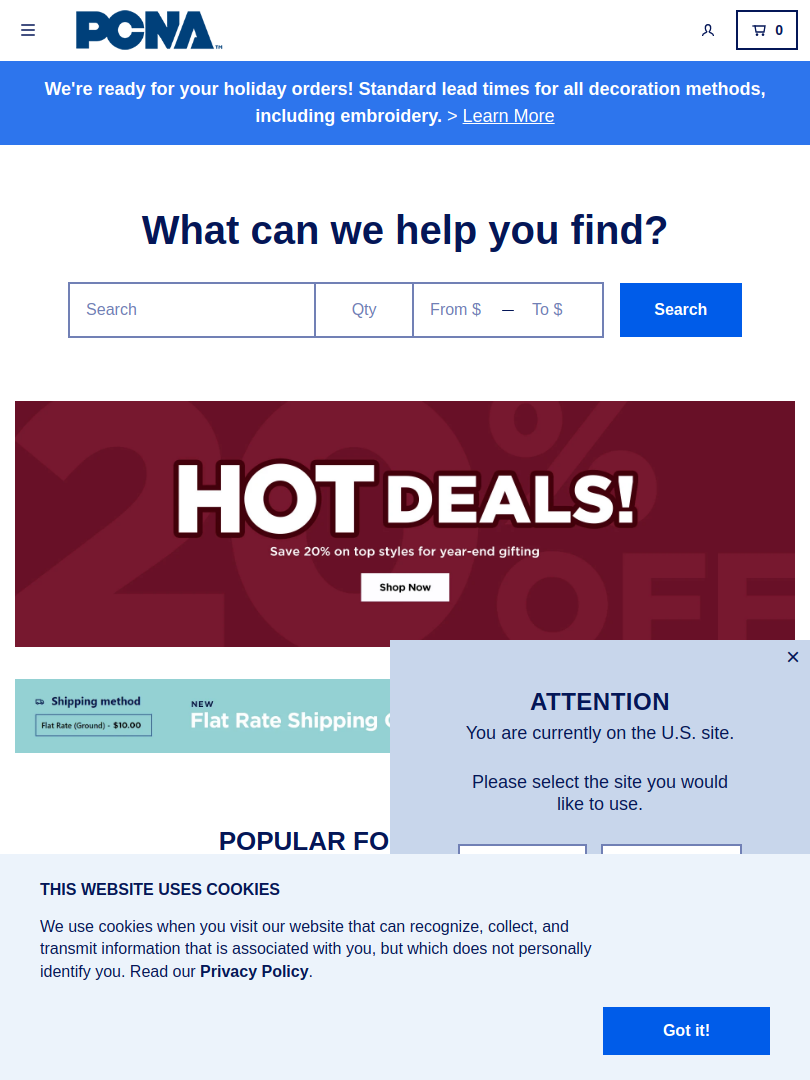 PCNA™
0
We're ready for your holiday orders! Standard lead times for all decoration methods,
including embroidery. > Learn More
What can we help you find?
Search
Qty
From $ — To $
Search
20%
OFF
HOT DEALS!
Save 20% on top styles for year-end gifting
Shop Now
Shipping method
Flat Rate (Ground) - $10.00
NEW
Flat Rate Shipping
POPULAR FO
×
ATTENTION
You are currently on the U.S. site.
Please select the site you would
like to use.
THIS WEBSITE USES COOKIES
We use cookies when you visit our website that can recognize, collect, and
transmit information that is associated with you, but which does not personally
identify you. Read our Privacy Policy.
Got it!